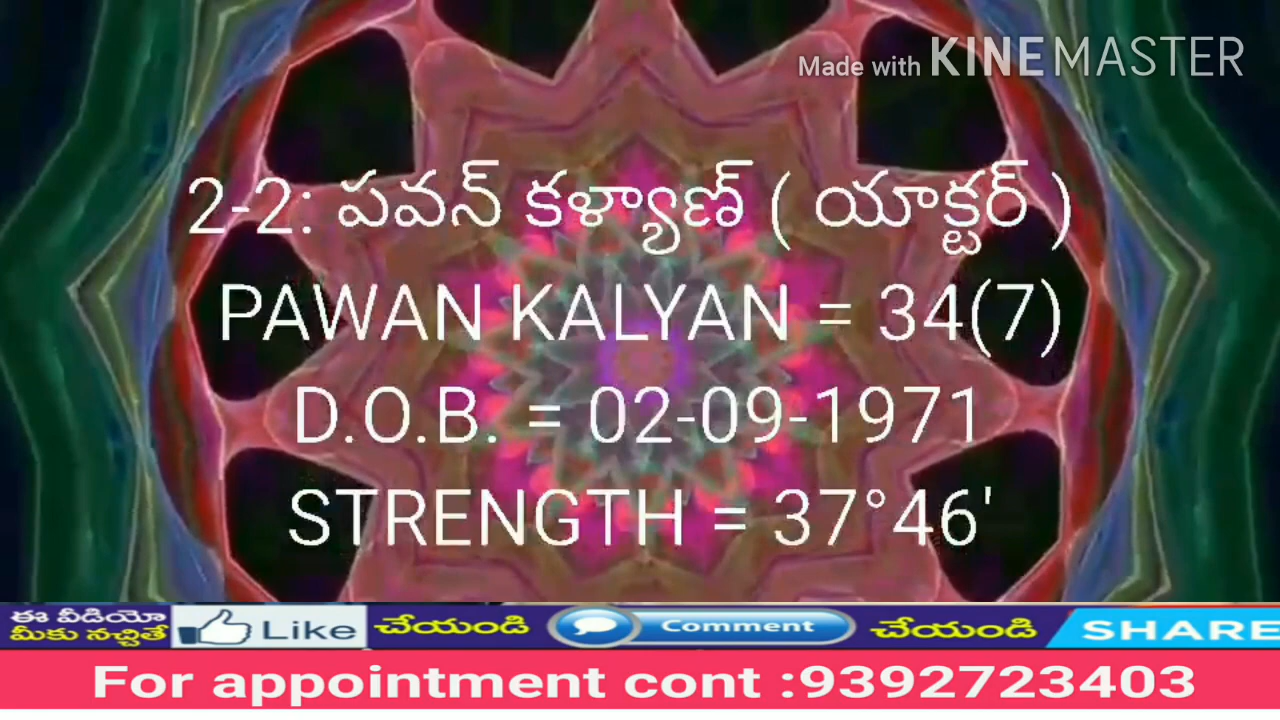 Made with KINEMASTER
2-2: పవన్ కళ్యాణ్ ( యాక్టర్ )
PAWAN KALYAN = 34(7)
D.O.B. = 02-09-1971
STRENGTH = 37°46'
ఈ వీడియో
మీకు నచ్చితే Like చేయండి Comment చేయండి SHARE
For appointment cont :9392723403